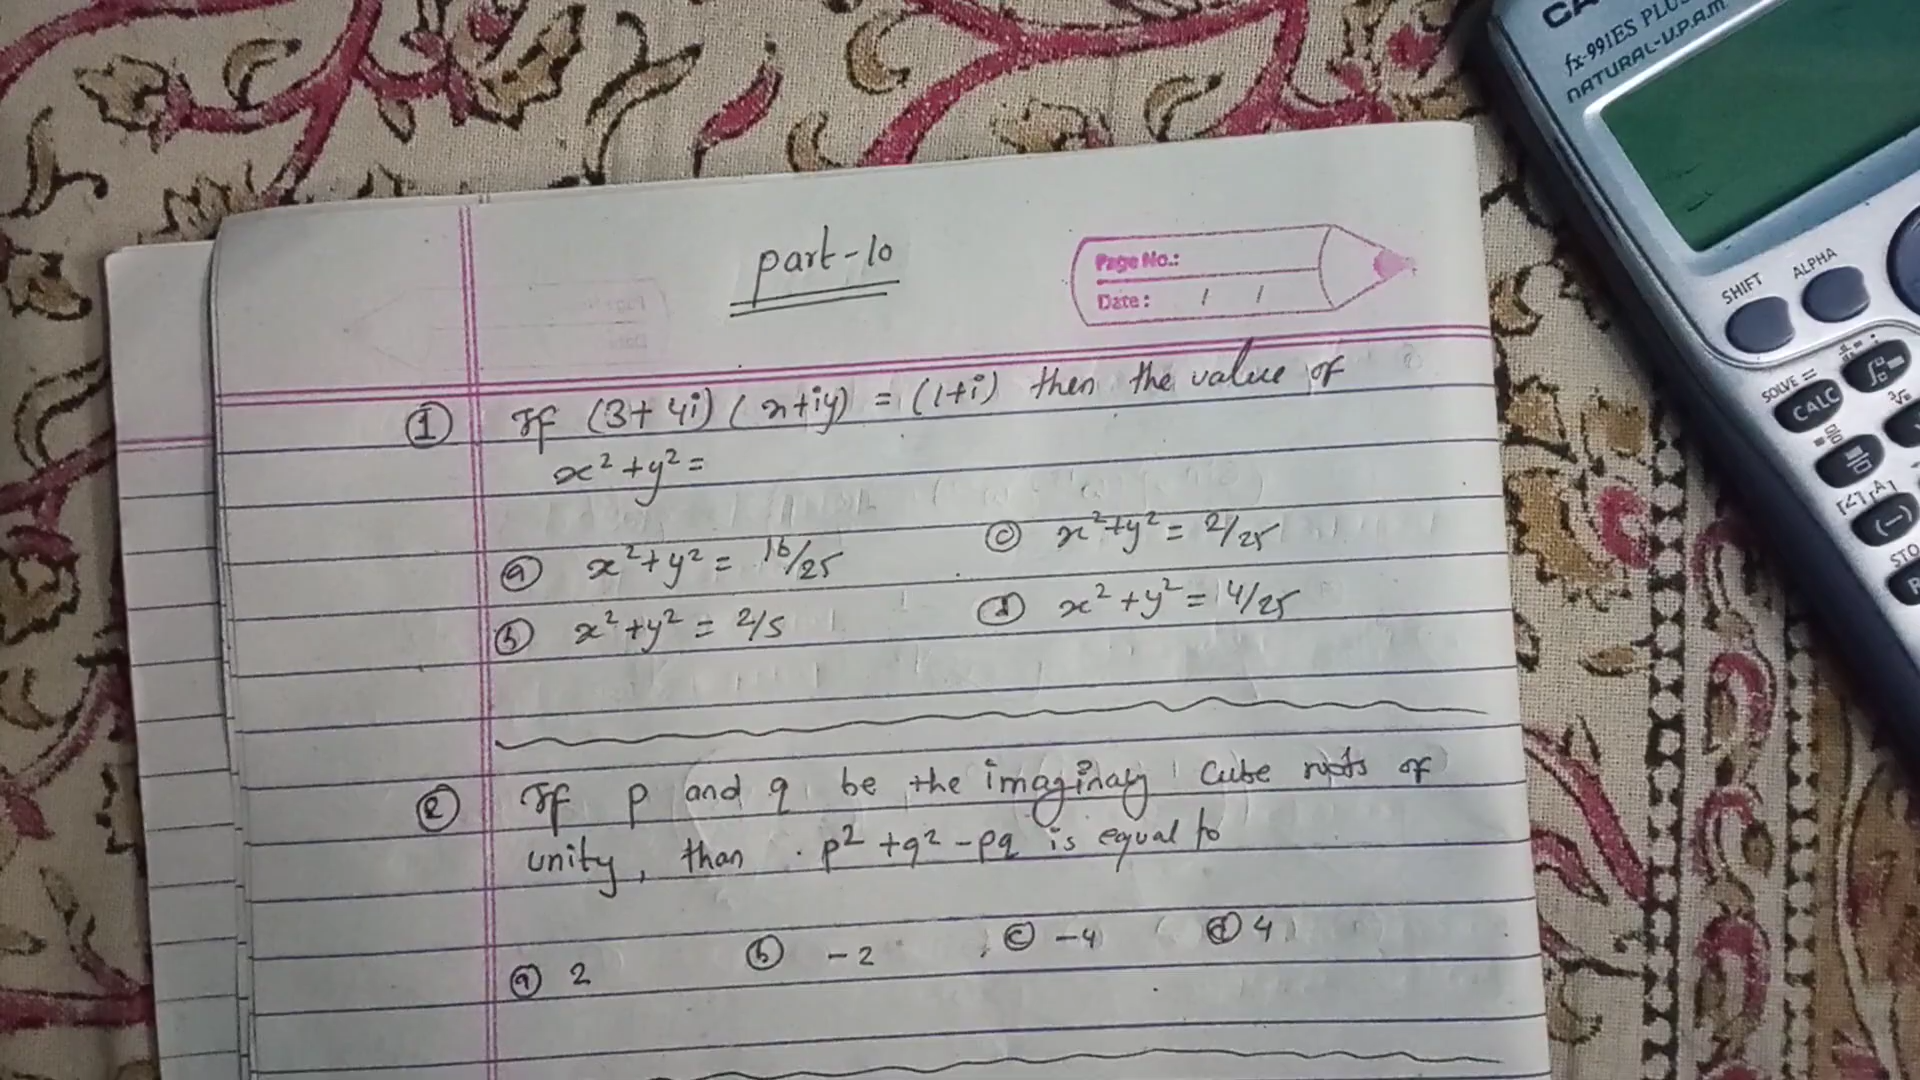 CA
fx-991ES PLUS
NATURAL-V.P.A.M.
SHIFT ALPHA
SOLVE =
CALC
(-)
STO
part-10
Page No.:
Date: / /
① If (3+4i) (x+iy) = (1+i) then the value of
x²+y² =
ⓐ x²+y² = 16/25
ⓒ x²+y² = 2/25
ⓑ x²+y² = 2/5
ⓓ x²+y² = 4/25
② If p and q be the imaginary Cube roots of
unity, than p²+q²-pq is equal to
ⓐ 2 ⓑ -2 ⓒ -4 ⓓ 4